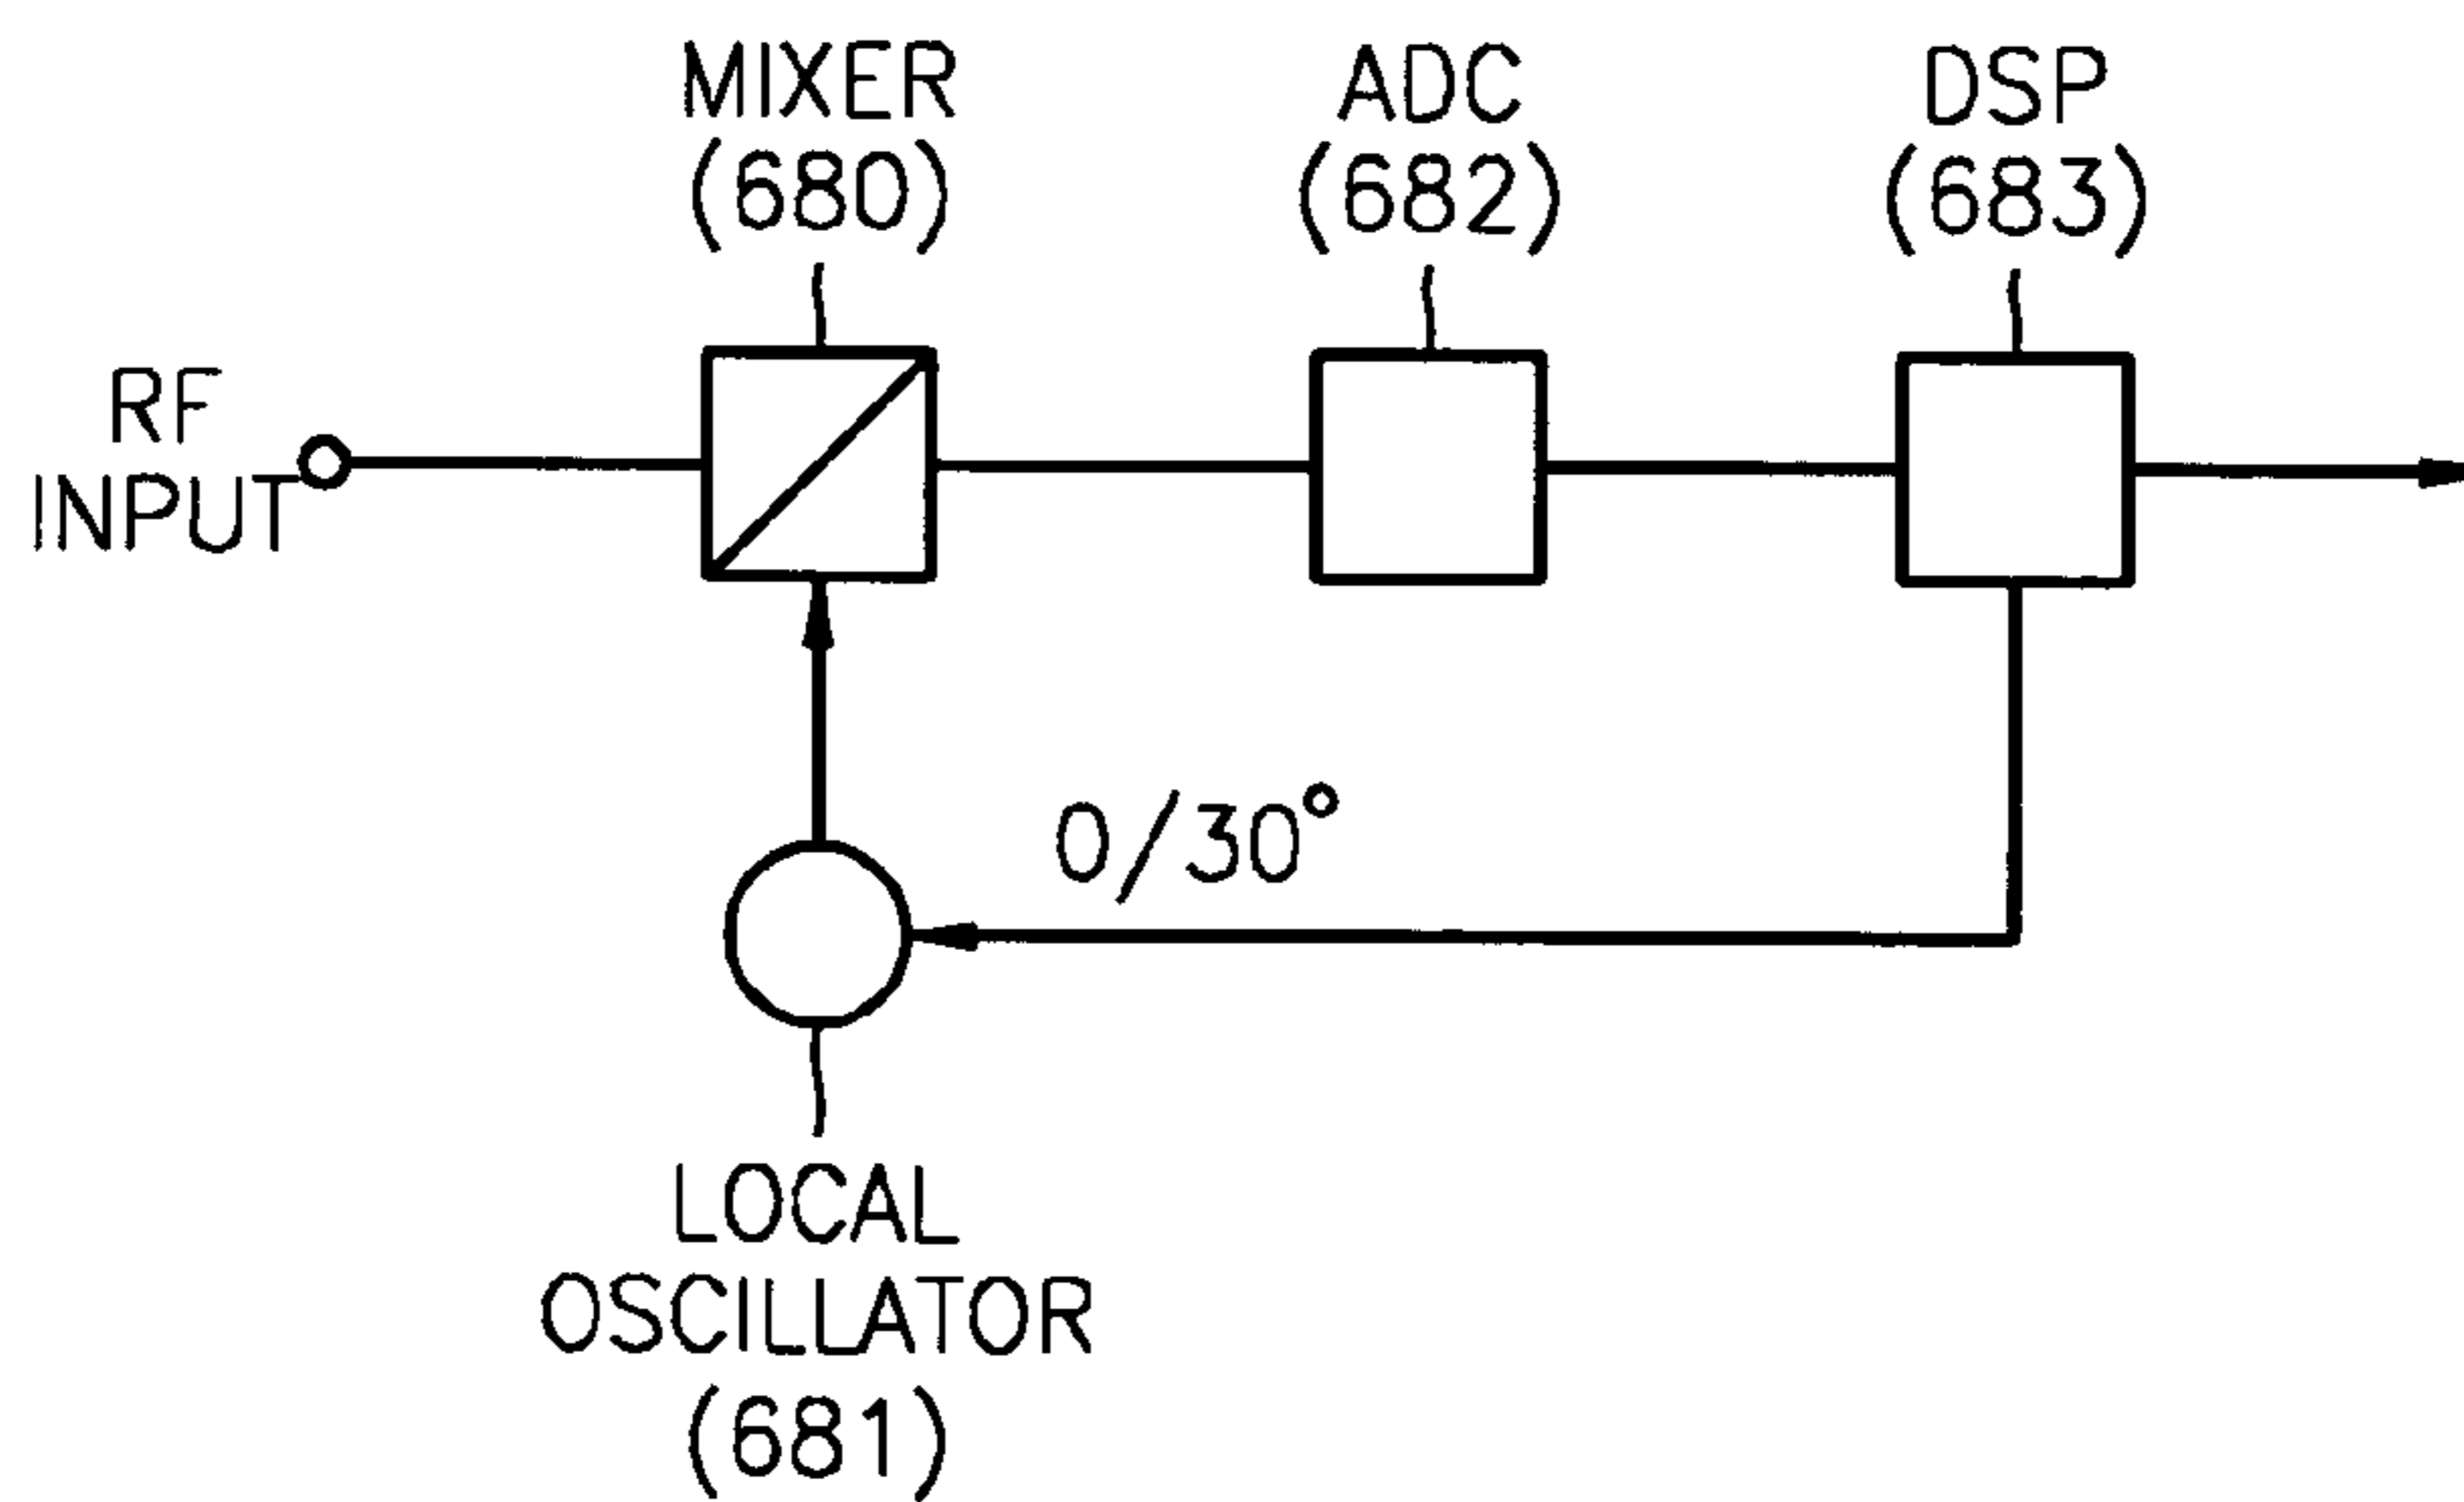 MIXER
(680)
ADC
(682)
DSP
(683)
RF
INPUT
0/30°
LOCAL
OSCILLATOR
(681)